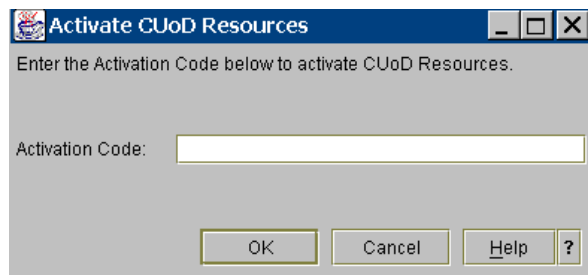 Activate CUoD Resources
Enter the Activation Code below to activate CUoD Resources.
Activation Code:
OK Cancel Help ?